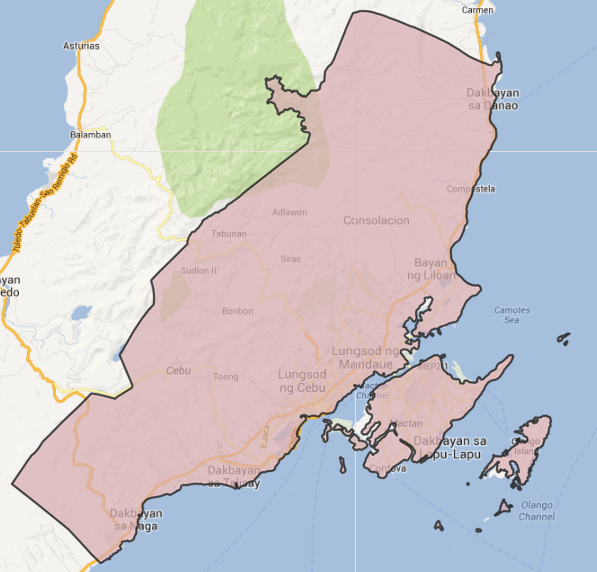 Carmen
Asturias
Dakbayan
sa Danao
Balamban
Toledo-Tabuelan-San Remigio Rd
Compostela
Adlawon
Consolacion
Tabunan
Sirao
Sudlon II
Bayan
ng Liloan
ayan
edo
Bonbon
Camotes
Sea
Lungsod ng
Mandaue
Cebu
Toong
Lungsod
ng Cebu
MEPZ 1
Mactan
Channel
Mactan
Dakbayan sa
Lapu-Lapu
Island
Cordova
Dakbayan
sa Talisay
Olango
Channel
Dakbayan
sa Naga